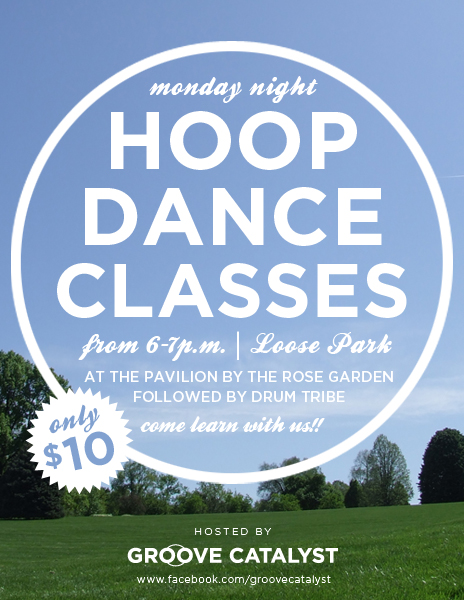 monday night
HOOP
DANCE
CLASSES
from 6-7p.m. | Loose Park
AT THE PAVILION BY THE ROSE GARDEN
FOLLOWED BY DRUM TRIBE
come learn with us!!
only
$10
HOSTED BY
GROOVE CATALYST
www.facebook.com/groovecatalyst